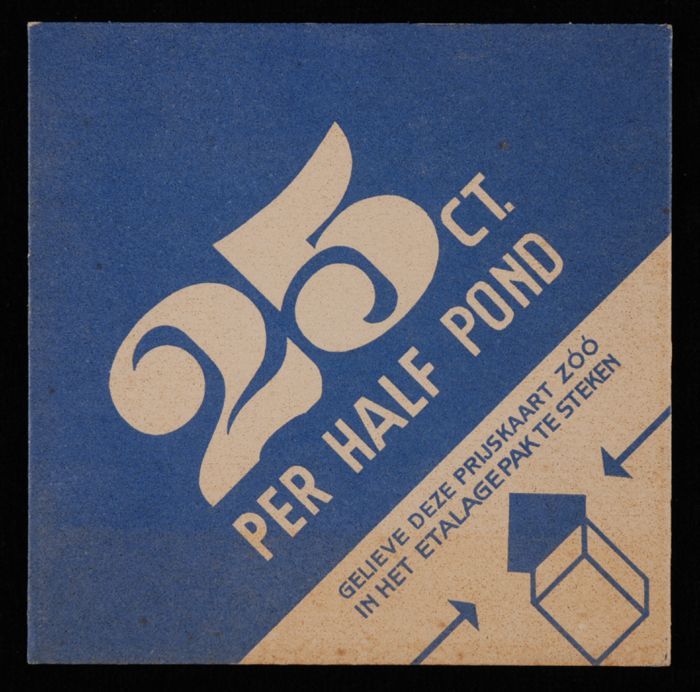 25 CT.
PER HALF POND
GELIEVE DEZE PRIJSKAART ZÓÓ
IN HET ETALAGEPAK TE STEKEN